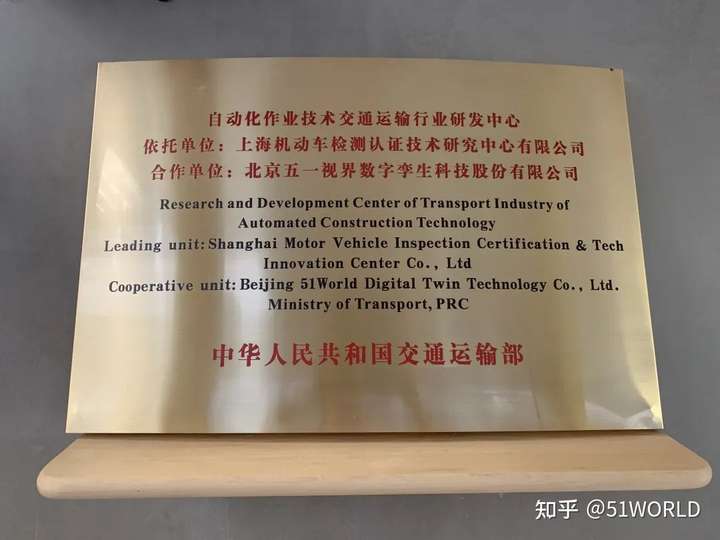 自动化作业技术交通运输行业研发中心
依托单位：上海机动车检测认证技术研究中心有限公司
合作单位：北京五一视界数字孪生科技股份有限公司
Research and Development Center of Transport Industry of
Automated Construction Technology
Leading unit: Shanghai Motor Vehicle Inspection Certification & Tech
Innovation Center Co., Ltd
Cooperative unit: Beijing 51World Digital Twin Technology Co., Ltd.
Ministry of Transport, PRC
中华人民共和国交通运输部
知乎 @51WORLD